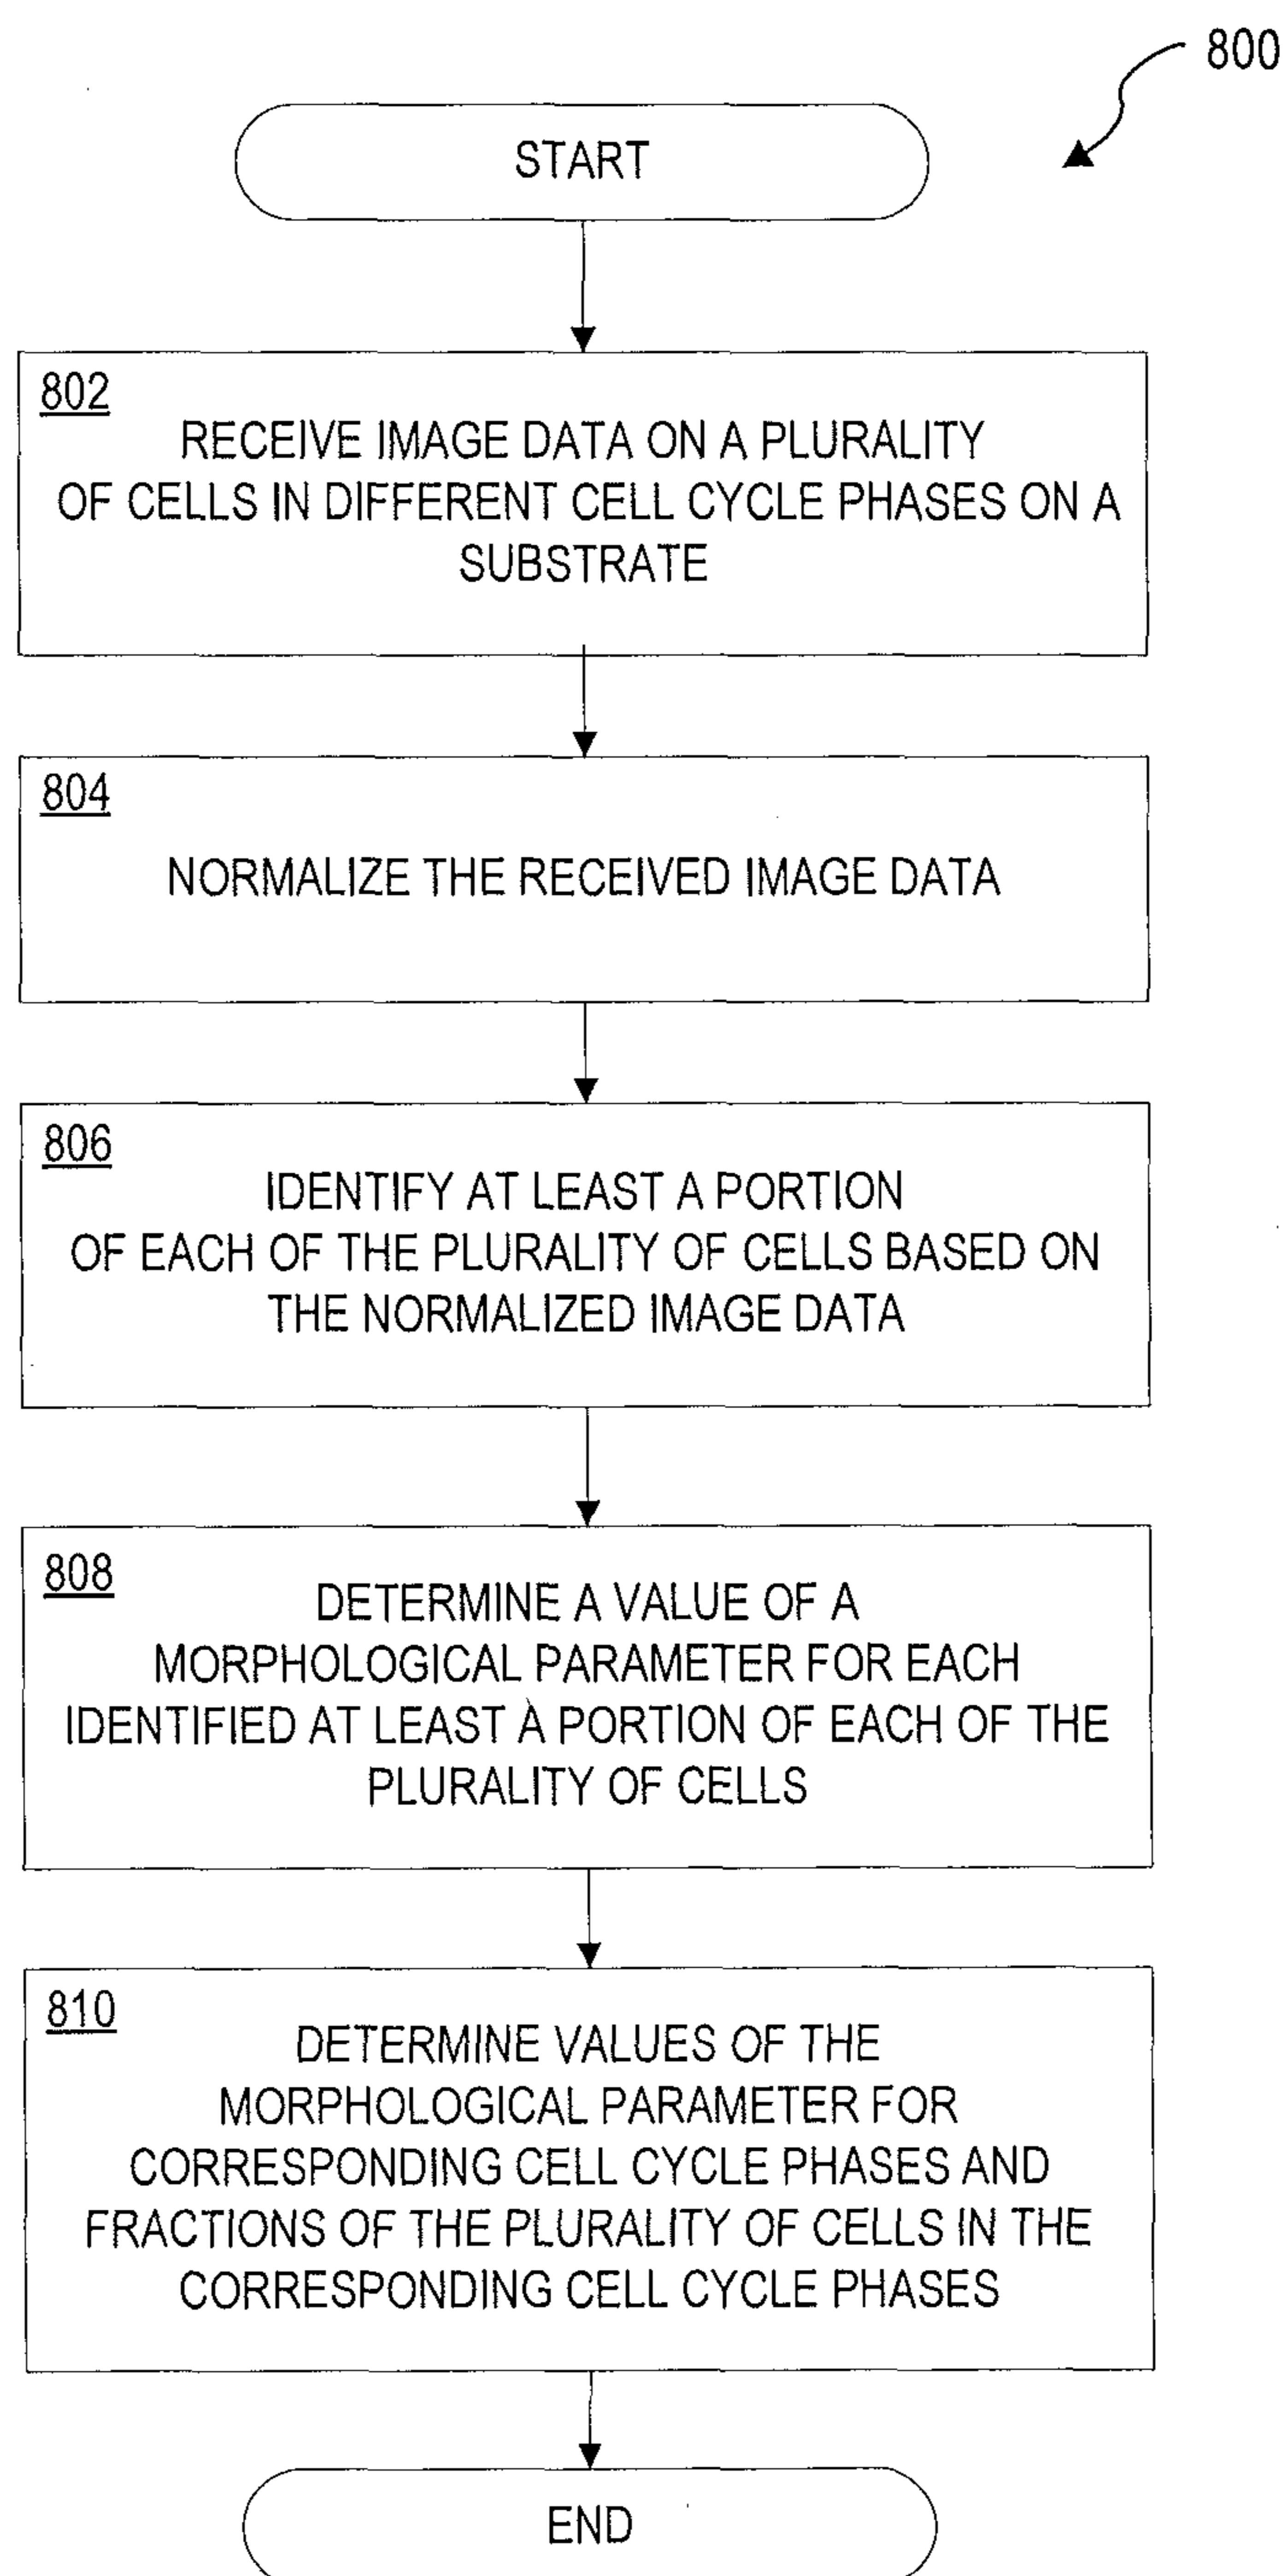 800
START
802
RECEIVE IMAGE DATA ON A PLURALITY
OF CELLS IN DIFFERENT CELL CYCLE PHASES ON A
SUBSTRATE
804
NORMALIZE THE RECEIVED IMAGE DATA
806
IDENTIFY AT LEAST A PORTION
OF EACH OF THE PLURALITY OF CELLS BASED ON
THE NORMALIZED IMAGE DATA
808
DETERMINE A VALUE OF A
MORPHOLOGICAL PARAMETER FOR EACH
IDENTIFIED AT LEAST A PORTION OF EACH OF THE
PLURALITY OF CELLS
810
DETERMINE VALUES OF THE
MORPHOLOGICAL PARAMETER FOR
CORRESPONDING CELL CYCLE PHASES AND
FRACTIONS OF THE PLURALITY OF CELLS IN THE
CORRESPONDING CELL CYCLE PHASES
END